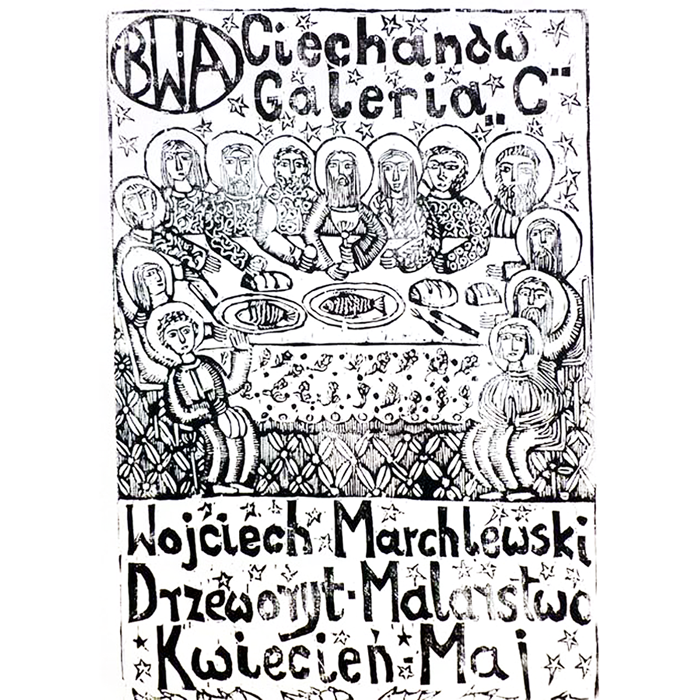 BWA Ciechanów
Galeria „C"
Wojciech Marchlewski
Drzeworyt · Malarstwo
Kwiecień - Maj